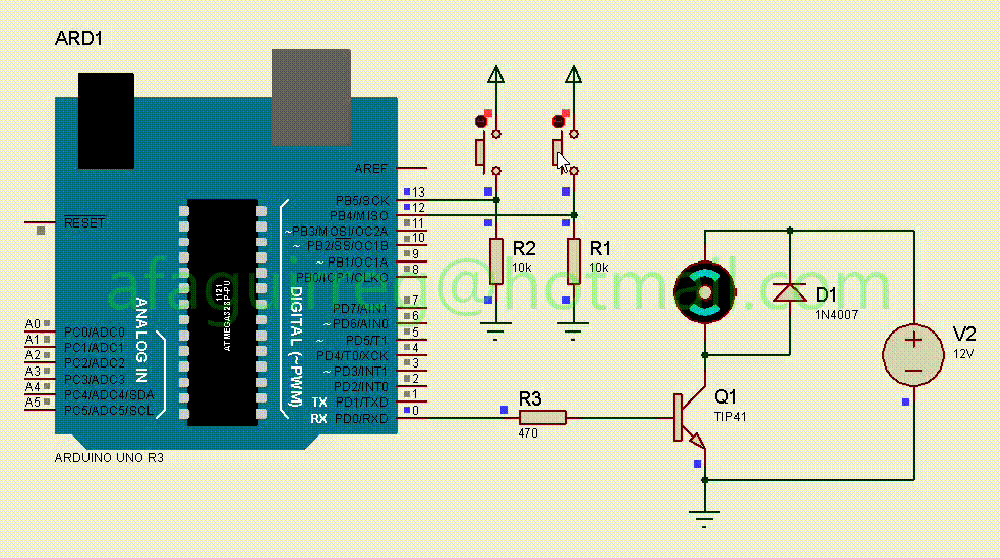 ARD1
AREF
RESET
PB5/SCK 13
PB4/MISO 12
~PB3/MOSI/OC2A 11
~ PB2/SS/OC1B 10
~ PB1/OC1A 9
PB0/ICP1/CLKO 8
PD7/AIN1 7
~ PD6/AIN0 6
~ PD5/T1 5
PD4/T0/XCK 4
~ PD3/INT1 3
PD2/INT0 2
TX PD1/TXD 1
RX PD0/RXD 0
DIGITAL (~PWM)
ANALOG IN
1121
ATMEGA328P-PU
A0 PC0/ADC0
A1 PC1/ADC1
A2 PC2/ADC2
A3 PC3/ADC3
A4 PC4/ADC4/SDA
A5 PC5/ADC5/SCL
ARDUINO UNO R3
R2
10k
R1
10k
D1
1N4007
V2
12V
R3
470
Q1
TIP41